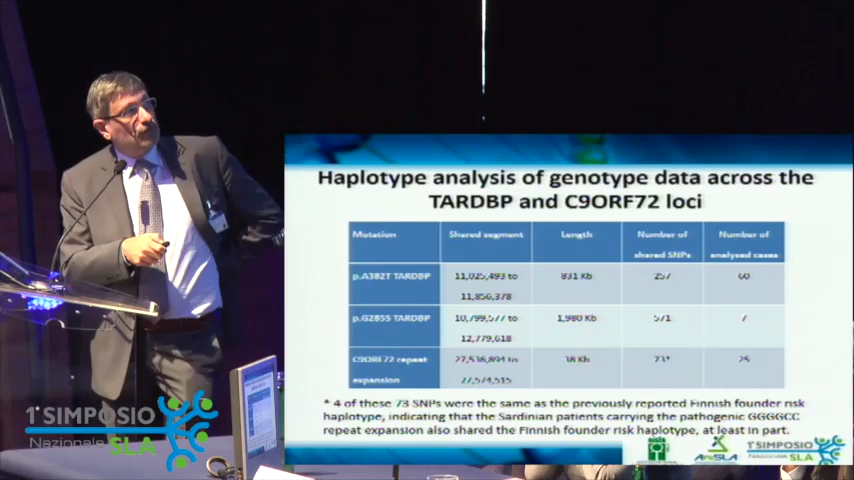 Haplotype analysis of genotype data across the
TARDBP and C9ORF72 loci
Mutation
Shared segment
Length
Number of
shared SNPs
Number of
analysed cases
p.A382T TARDBP
11,025,493 to
11,856,378
831 Kb
257
60
p.G285S TARDBP
10,799,577 to
12,779,618
1,980 Kb
571
7
C9ORF72 repeat
expansion
27,536,894 to
27,574,515
38 Kb
73*
25
* 4 of these 73 SNPs were the same as the previously reported Finnish founder risk
haplotype, indicating that the Sardinian patients carrying the pathogenic GGGGCC
repeat expansion also shared the Finnish founder risk haplotype, at least in part.
1°SIMPOSIO
Nazionale SLA
1°SIMPOSIO
SLA